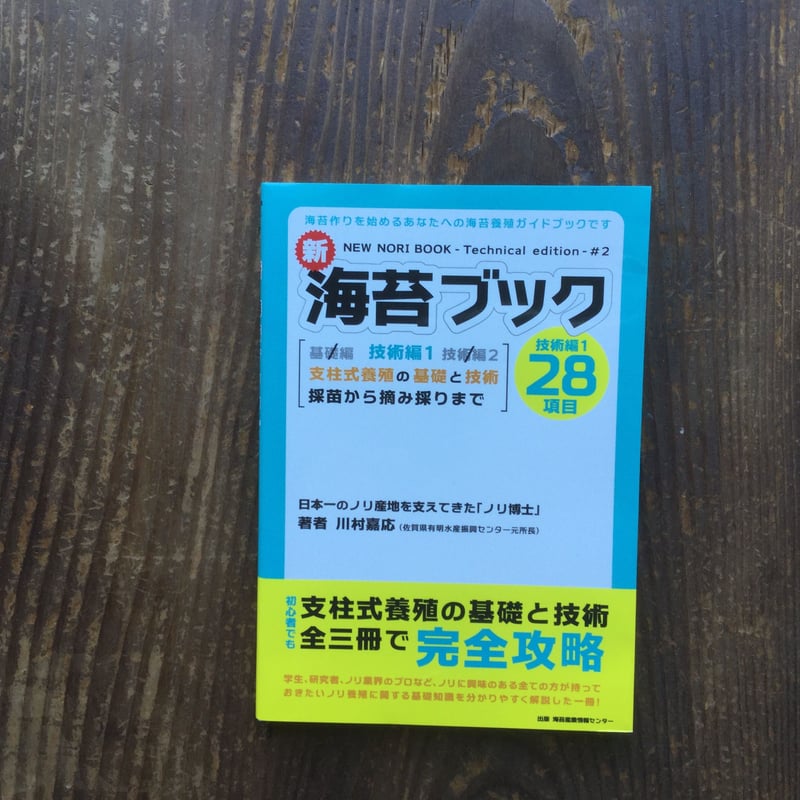 海苔作りを始めるあなたへの海苔養殖ガイドブックです
新
NEW NORI BOOK - Technical edition - #2
海苔ブック
基礎編 技術編1 技術編2
支柱式養殖の基礎と技術
採苗から摘み採りまで
技術編1
28
項目
日本一のノリ産地を支えてきた「ノリ博士」
著者 川村嘉応(佐賀県有明水産振興センター元所長)
初心者でも
支柱式養殖の基礎と技術
全三冊で完全攻略
学生、研究者、ノリ業界のプロなど、ノリに興味のある全ての方が持って
おきたいノリ養殖に関する基礎知識を分かりやすく解説した一冊!
出版 海苔産業情報センター